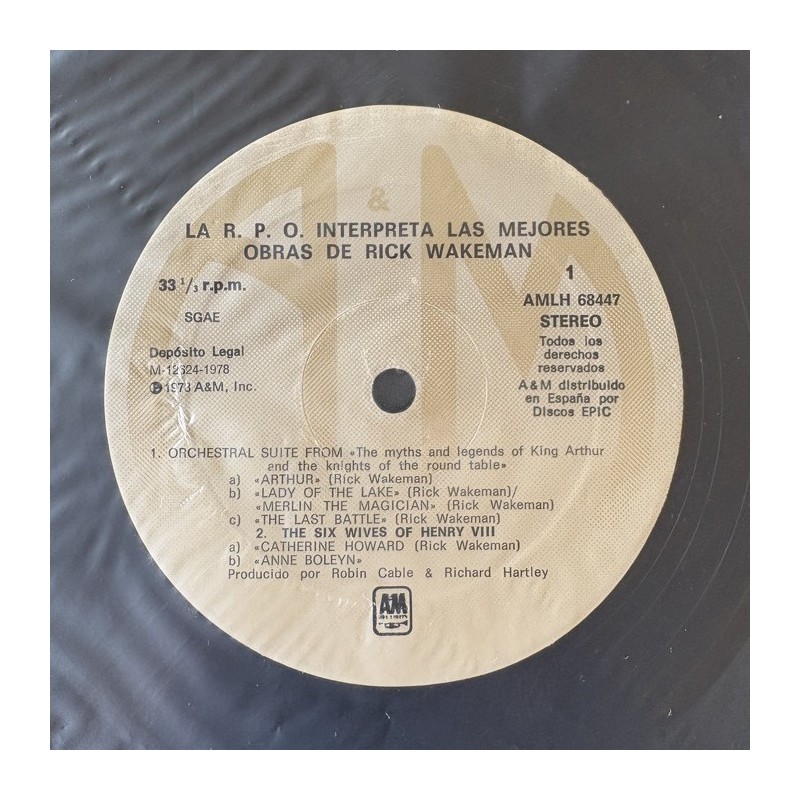 &
LA R. P. O. INTERPRETA LAS MEJORES
OBRAS DE RICK WAKEMAN
33 1/3 r.p.m.
1
AMLH 68447
SGAE
STEREO
Todos los
derechos
reservados
Depósito Legal
M-12624-1978
Ⓟ 1978 A&M, Inc.
A&M distribuido
en España por
Discos EPIC
1. ORCHESTRAL SUITE FROM «The myths and legends of King Arthur
and the knights of the round table»
a) «ARTHUR» (Rick Wakeman)
b) «LADY OF THE LAKE» (Rick Wakeman)/
«MERLIN THE MAGICIAN» (Rick Wakeman)
c) «THE LAST BATTLE» (Rick Wakeman)
2. THE SIX WIVES OF HENRY VIII
a) «CATHERINE HOWARD (Rick Wakeman)
b) «ANNE BOLEYN»
Producido por Robin Cable & Richard Hartley
AM